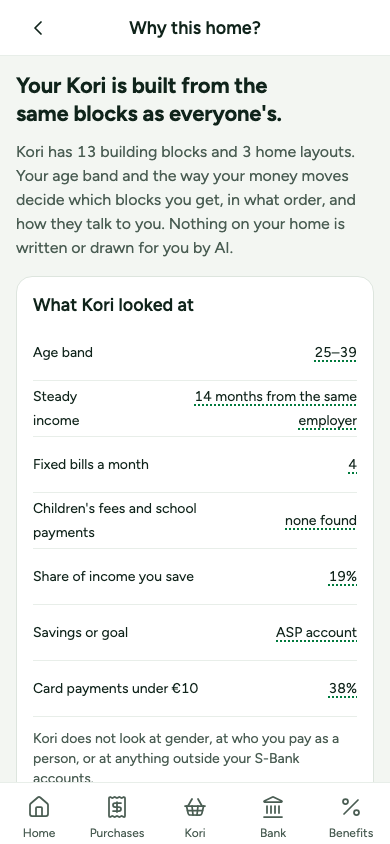 Why this home?
Your Kori is built from the
same blocks as everyone's.
Kori has 13 building blocks and 3 home layouts.
Your age band and the way your money moves
decide which blocks you get, in what order, and
how they talk to you. Nothing on your home is
written or drawn for you by AI.
What Kori looked at
Age band 25–39
Steady income 14 months from the same employer
Fixed bills a month 4
Children's fees and school payments none found
Share of income you save 19%
Savings or goal ASP account
Card payments under €10 38%
Kori does not look at gender, at who you pay as a
person, or at anything outside your S-Bank
accounts.
Home Purchases Kori Bank Benefits